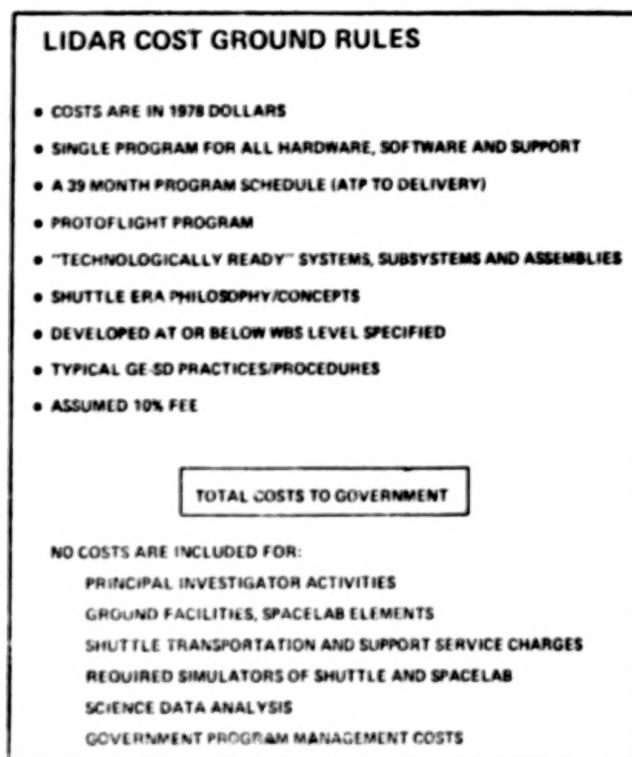 LIDAR COST GROUND RULES
• COSTS ARE IN 1978 DOLLARS
• SINGLE PROGRAM FOR ALL HARDWARE, SOFTWARE AND SUPPORT
• A 39 MONTH PROGRAM SCHEDULE (ATP TO DELIVERY)
• PROTOFLIGHT PROGRAM
• "TECHNOLOGICALLY READY" SYSTEMS, SUBSYSTEMS AND ASSEMBLIES
• SHUTTLE ERA PHILOSOPHY/CONCEPTS
• DEVELOPED AT OR BELOW WBS LEVEL SPECIFIED
• TYPICAL GE-SD PRACTICES/PROCEDURES
• ASSUMED 10% FEE
TOTAL COSTS TO GOVERNMENT
NO COSTS ARE INCLUDED FOR:
PRINCIPAL INVESTIGATOR ACTIVITIES
GROUND FACILITIES, SPACELAB ELEMENTS
SHUTTLE TRANSPORTATION AND SUPPORT SERVICE CHARGES
REQUIRED SIMULATORS OF SHUTTLE AND SPACELAB
SCIENCE DATA ANALYSIS
GOVERNMENT PROGRAM MANAGEMENT COSTS